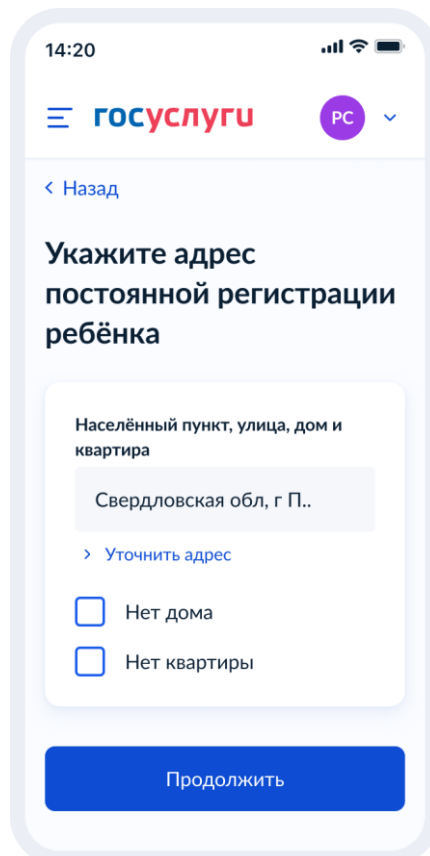 14:20
госуслуги
РС
Назад
Укажите адрес
постоянной регистрации
ребёнка
Населённый пункт, улица, дом и
квартира
Свердловская обл, г П..
Уточнить адрес
Нет дома
Нет квартиры
Продолжить